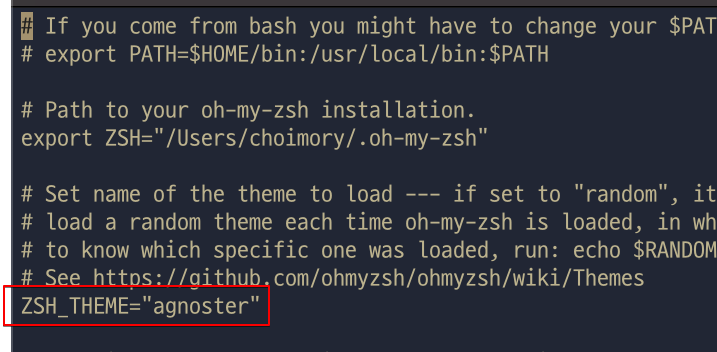 # If you come from bash you might have to change your $PAT
# export PATH=$HOME/bin:/usr/local/bin:$PATH
# Path to your oh-my-zsh installation.
export ZSH="/Users/choimory/.oh-my-zsh"
# Set name of the theme to load --- if set to "random", it
# load a random theme each time oh-my-zsh is loaded, in wh
# to know which specific one was loaded, run: echo $RANDOM
# See https://github.com/ohmyzsh/ohmyzsh/wiki/Themes
ZSH_THEME="agnoster"